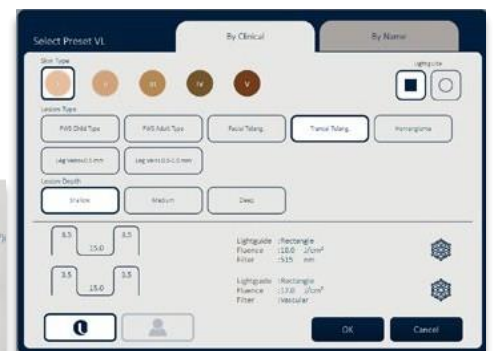 Select Preset VL
By Clinical
By Name
Skin Type
Lightguide
II
III
IV
V
Lesion Type
PWS Child Type
PWS Adult Type
Facial Telang.
Truncal Telang.
Hemangioma
Leg Veins<0.5 mm
Leg Veins 0.5-1.0 mm
Lesion Depth
Shallow
Medium
Deep
3.5 15.0 3.5
Lightguide :Rectangle
Fluence :18.0 J/cm²
Filter :515 nm
3.5 15.0 3.5
Lightguide :Rectangle
Fluence :17.0 J/cm²
Filter :Vascular
OK
Cancel